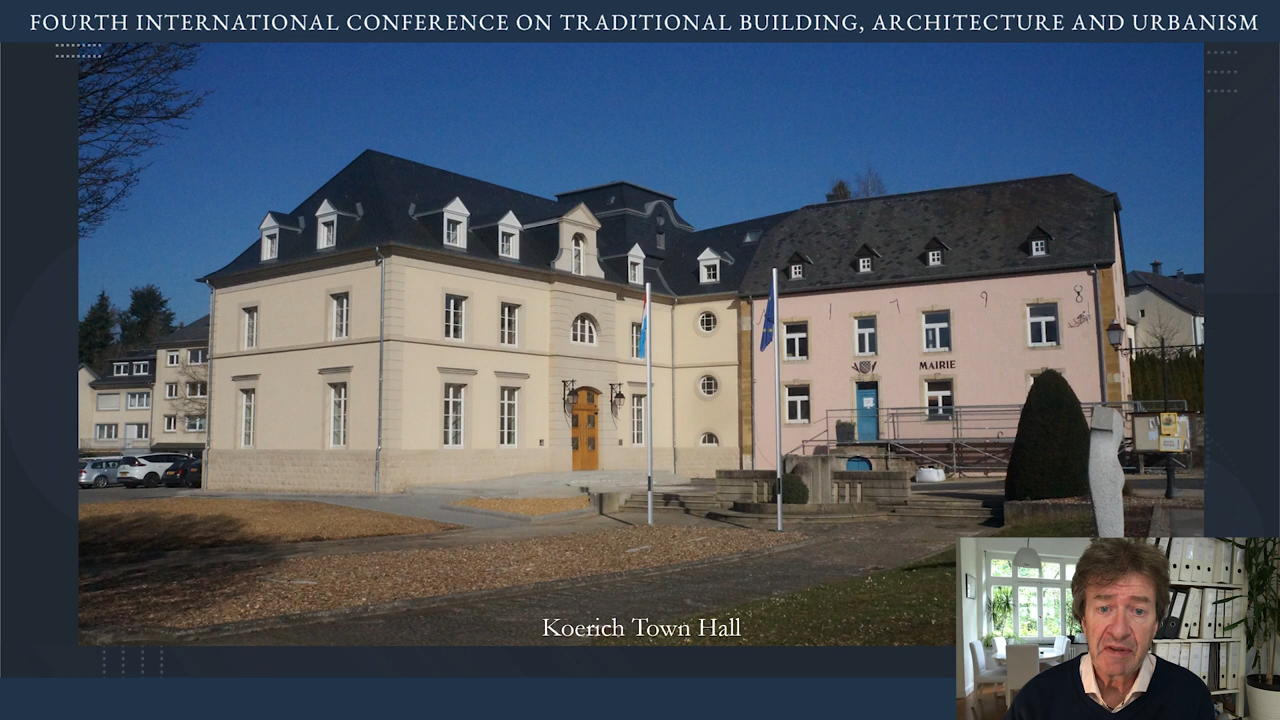 FOURTH INTERNATIONAL CONFERENCE ON TRADITIONAL BUILDING, ARCHITECTURE AND URBANISM
MAIRIE
Koerich Town Hall